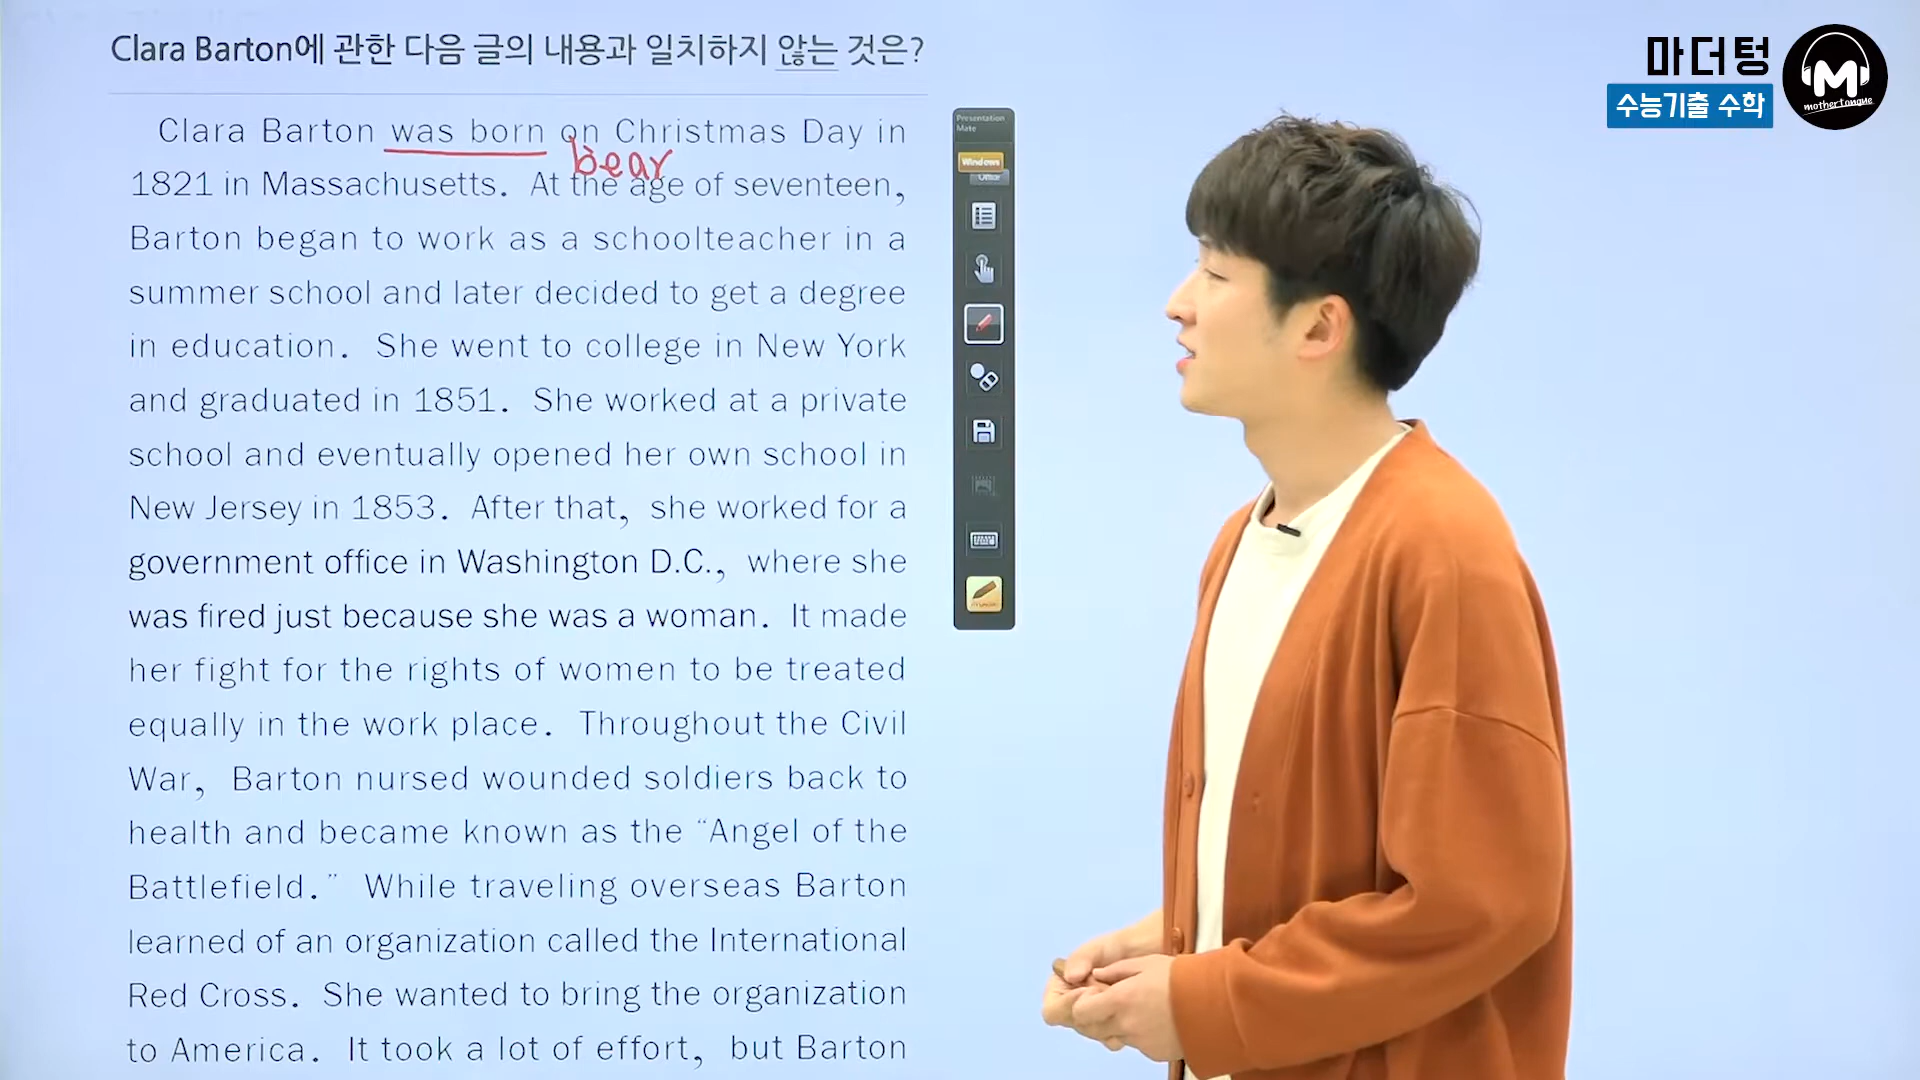 Clara Barton에 관한 다음 글의 내용과 일치하지 않는 것은?
Clara Barton was born on Christmas Day in
bear
1821 in Massachusetts. At the age of seventeen,
Barton began to work as a schoolteacher in a
summer school and later decided to get a degree
in education. She went to college in New York
and graduated in 1851. She worked at a private
school and eventually opened her own school in
New Jersey in 1853. After that, she worked for a
government office in Washington D.C., where she
was fired just because she was a woman. It made
her fight for the rights of women to be treated
equally in the work place. Throughout the Civil
War, Barton nursed wounded soldiers back to
health and became known as the "Angel of the
Battlefield." While traveling overseas Barton
learned of an organization called the International
Red Cross. She wanted to bring the organization
to America. It took a lot of effort, but Barton
Presentation
Mate
Windows
Office
마더텅
수능기출 수학
M
mothertongue